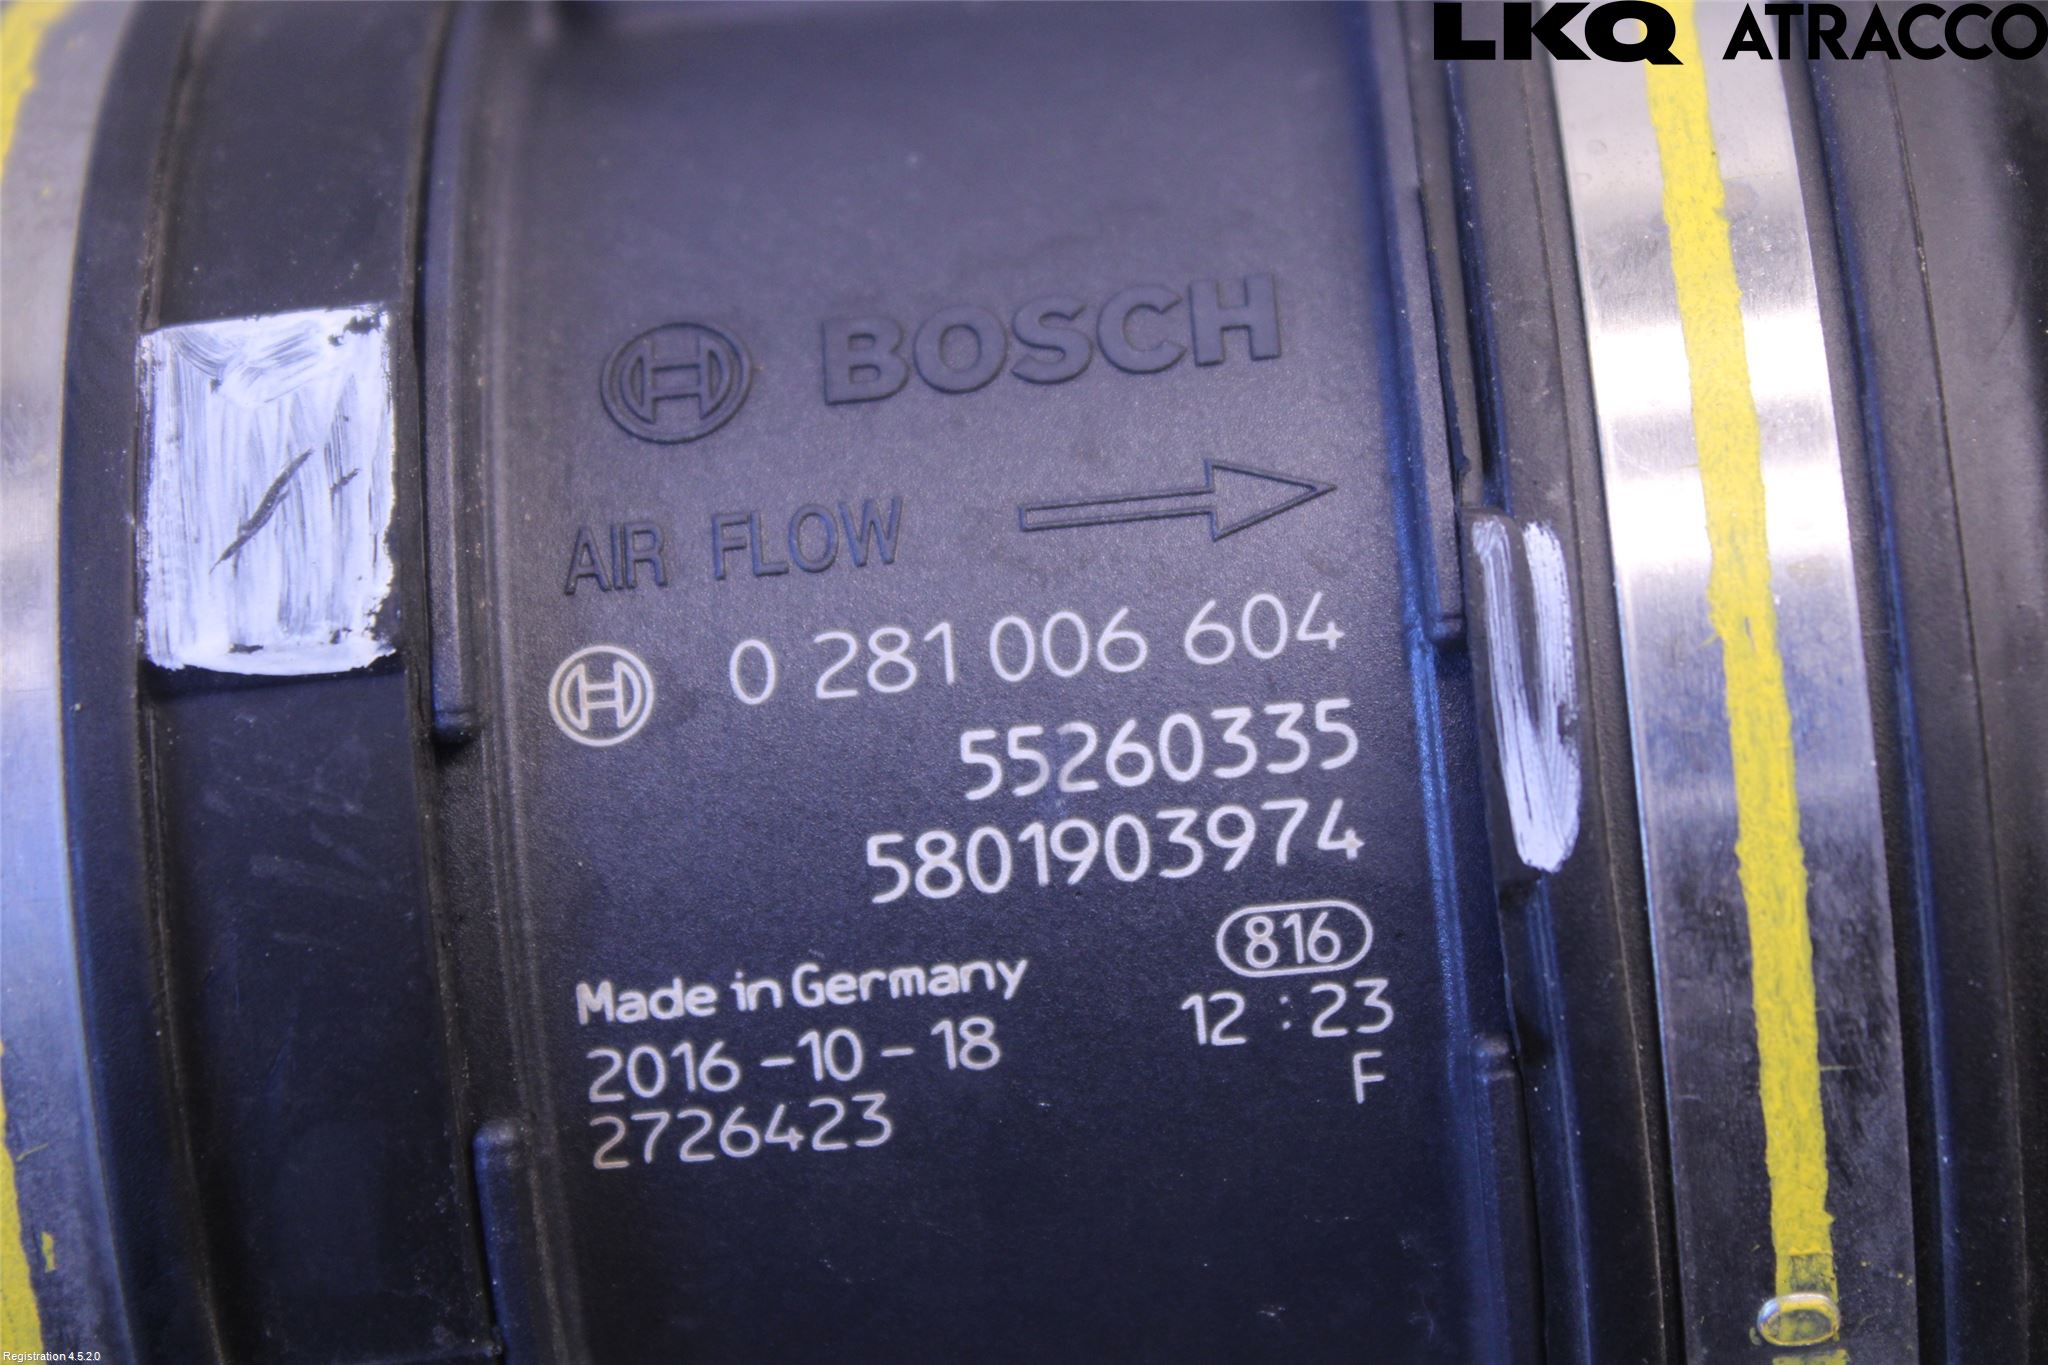 LKQ ATRACCO
BOSCH
AIR FLOW
0 281 006 604
55260335
5801903974
816
Made in Germany
2016-10-18 12:23
F
2726423
Registration 4.5.2.0